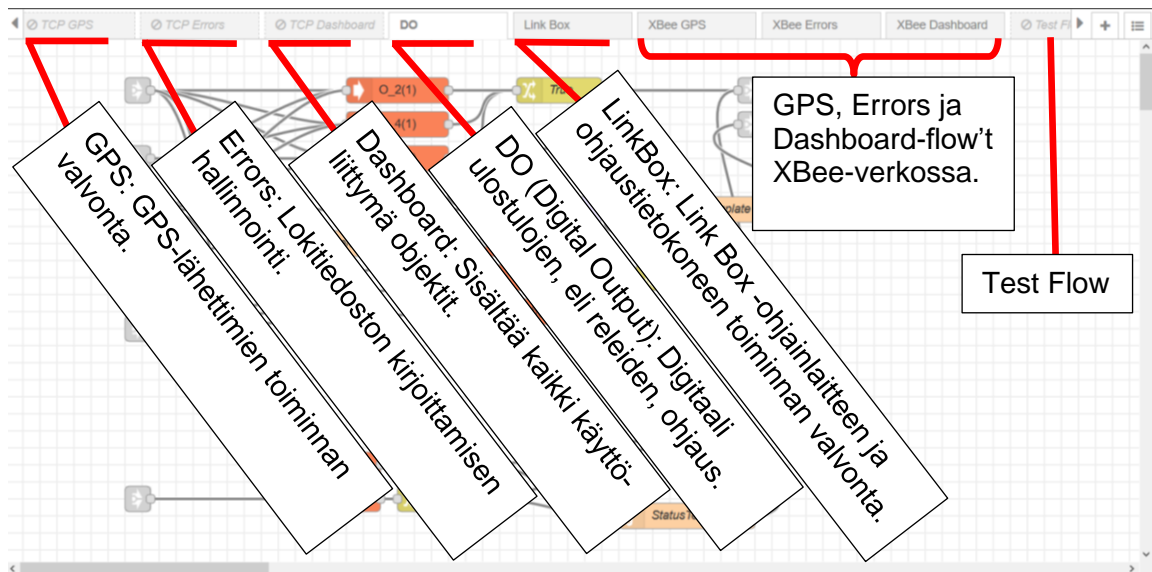 TCP GPS
TCP Errors
TCP Dashboard
DO
Link Box
XBee GPS
XBee Errors
XBee Dashboard
O_2(1)
4(1)
GPS: GPS-lähettimien toiminnan
valvonta.
Errors: Lokitiedoston kirjoittamisen
hallinnointi.
Dashboard: Sisältää kaikki käyttö-
liittymä objektit.
DO (Digital Output): Digitaali
ulostulojen, eli releiden, ohjaus.
LinkBox: Link Box -ohjainlaitteen ja
ohjaustietokoneen toiminnan valvonta.
GPS, Errors ja
Dashboard-flow't
XBee-verkossa.
Test Flow